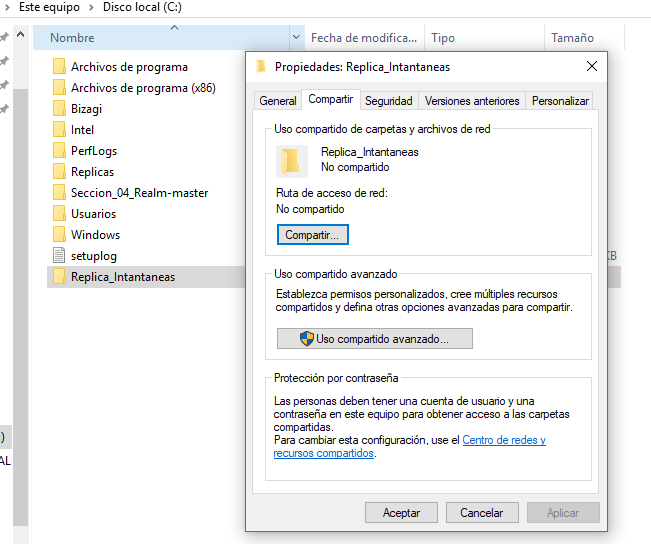 Este equipo > Disco local (C:)
Nombre Fecha de modifica... Tipo Tamaño
Archivos de programa
Archivos de programa (x86)
Bizagi
Intel
PerfLogs
Replicas
Seccion_04_Realm-master
Usuarios
Windows
setuplog
KB
Replica_Intantaneas
)
AL
Propiedades: Replica_Intantaneas
General Compartir Seguridad Versiones anteriores Personalizar
Uso compartido de carpetas y archivos de red
Replica_Intantaneas
No compartido
Ruta de acceso de red:
No compartido
Compartir...
Uso compartido avanzado
Establezca permisos personalizados, cree múltiples recursos
compartidos y defina otras opciones avanzadas para compartir.
Uso compartido avanzado...
Protección por contraseña
Las personas deben tener una cuenta de usuario y una
contraseña en este equipo para obtener acceso a las carpetas
compartidas.
Para cambiar esta configuración, use el Centro de redes y
recursos compartidos.
Aceptar Cancelar Aplicar